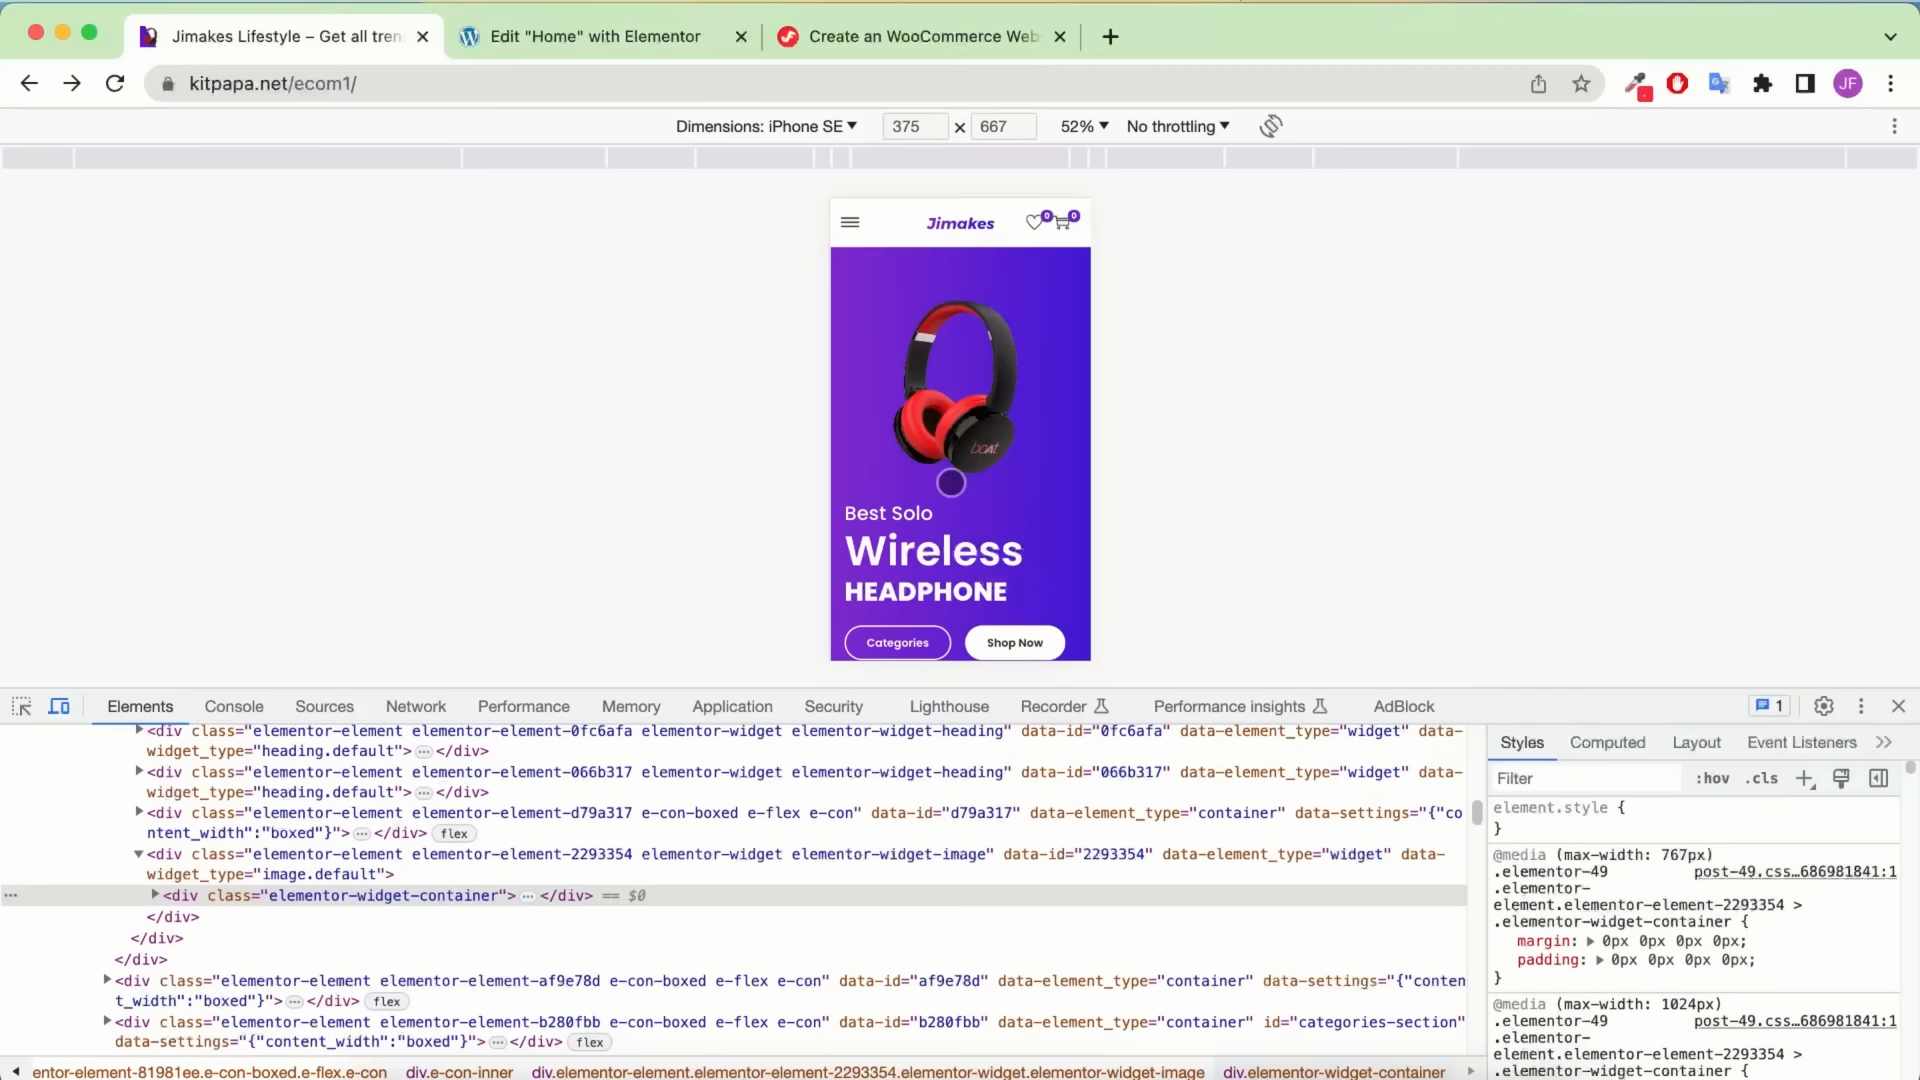 Jimakes Lifestyle – Get all tren
Edit "Home" with Elementor
Create an WooCommerce Web
kitpapa.net/ecom1/
JF
Dimensions: iPhone SE
375 × 667
52%
No throttling
Jimakes
0
0
boAt
Best Solo
Wireless
HEADPHONE
Categories
Shop Now
Elements
Console
Sources
Network
Performance
Memory
Application
Security
Lighthouse
Recorder
Performance insights
AdBlock
1
<div class="elementor-element elementor-element-0fc6afa elementor-widget elementor-widget-heading" data-id="0fc6afa" data-element_type="widget" data-
widget_type="heading.default"> … </div>
<div class="elementor-element elementor-element-066b317 elementor-widget elementor-widget-heading" data-id="066b317" data-element_type="widget" data-
widget_type="heading.default"> … </div>
<div class="elementor-element elementor-element-d79a317 e-con-boxed e-flex e-con" data-id="d79a317" data-element_type="container" data-settings="{"co
ntent_width":"boxed"}"> … </div> flex
<div class="elementor-element elementor-element-2293354 elementor-widget elementor-widget-image" data-id="2293354" data-element_type="widget" data-
widget_type="image.default">
… <div class="elementor-widget-container"> … </div> == $0
</div>
</div>
</div>
<div class="elementor-element elementor-element-af9e78d e-con-boxed e-flex e-con" data-id="af9e78d" data-element_type="container" data-settings="{"conten
t_width":"boxed"}"> … </div> flex
<div class="elementor-element elementor-element-b280fbb e-con-boxed e-flex e-con" data-id="b280fbb" data-element_type="container" id="categories-section"
data-settings="{"content_width":"boxed"}"> … </div> flex
entor-element-81981ee.e-con-boxed.e-flex.e-con div.e-con-inner div.elementor-element.elementor-element-2293354.elementor-widget.elementor-widget-image div.elementor-widget-container
Styles
Computed
Layout
Event Listeners
Filter
:hov .cls
element.style {
}
@media (max-width: 767px)
.elementor-49 post-49.css…686981841:1
.elementor-
element.elementor-element-2293354 >
.elementor-widget-container {
margin: 0px 0px 0px 0px;
padding: 0px 0px 0px 0px;
}
@media (max-width: 1024px)
.elementor-49 post-49.css…686981841:1
.elementor-
element.elementor-element-2293354 >
.elementor-widget-container {